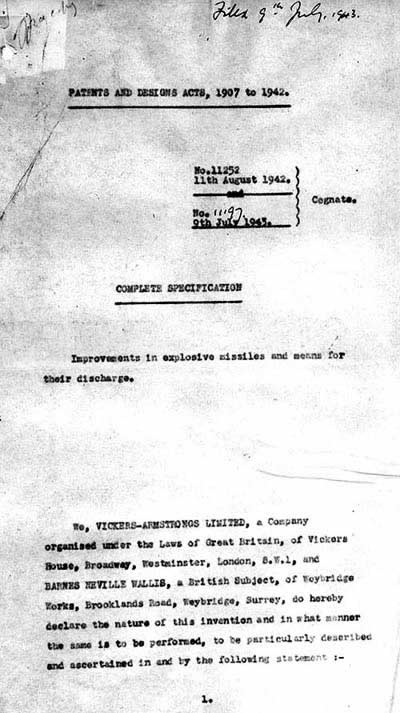 Filed 9th July, 1943.
PATENTS AND DESIGNS ACTS, 1907 to 1942.
No.11252
11th August 1942.
and
Cognate.
No. 11197.
9th July 1943.
COMPLETE SPECIFICATION
Improvements in explosive missiles and means for
their discharge.
We, VICKERS-ARMSTRONGS LIMITED, a Company
organised under the Laws of Great Britain, of Vickers
House, Broadway, Westminster, London, S.W.1, and
BARNES NEVILLE WALLIS, a British Subject, of Weybridge
Works, Brooklands Road, Weybridge, Surrey, do hereby
declare the nature of this invention and in what manner
the same is to be performed, to be particularly described
and ascertained in and by the following statement :-
1.